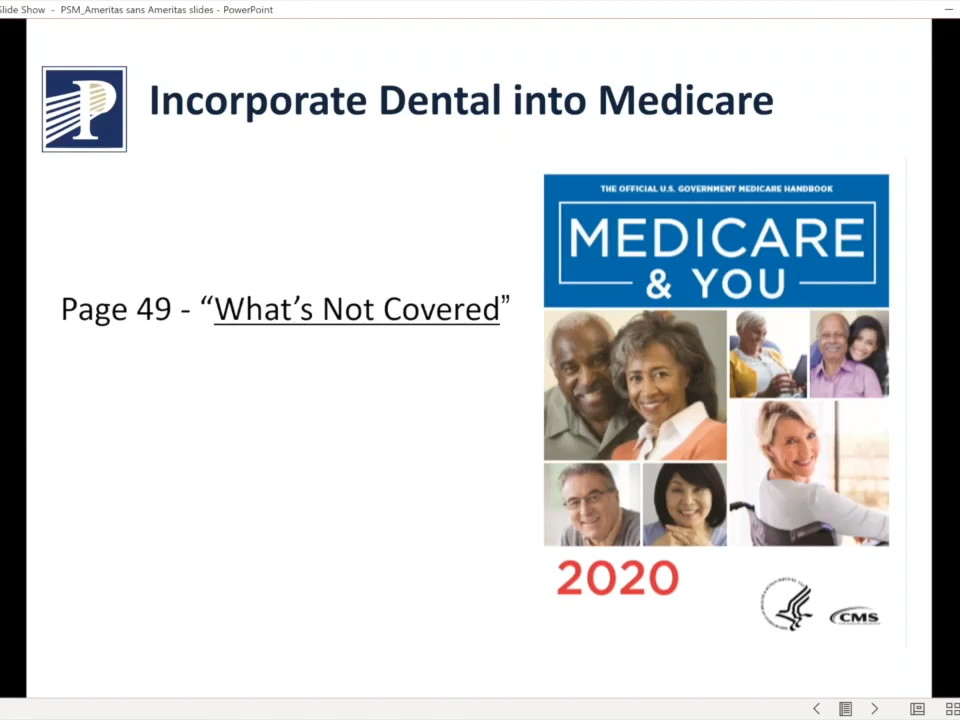 Slide Show - PSM_Ameritas sans Ameritas slides - PowerPoint
P
Incorporate Dental into Medicare
THE OFFICIAL U.S. GOVERNMENT MEDICARE HANDBOOK
MEDICARE
& YOU
Page 49 - “What’s Not Covered”
2020
CMS